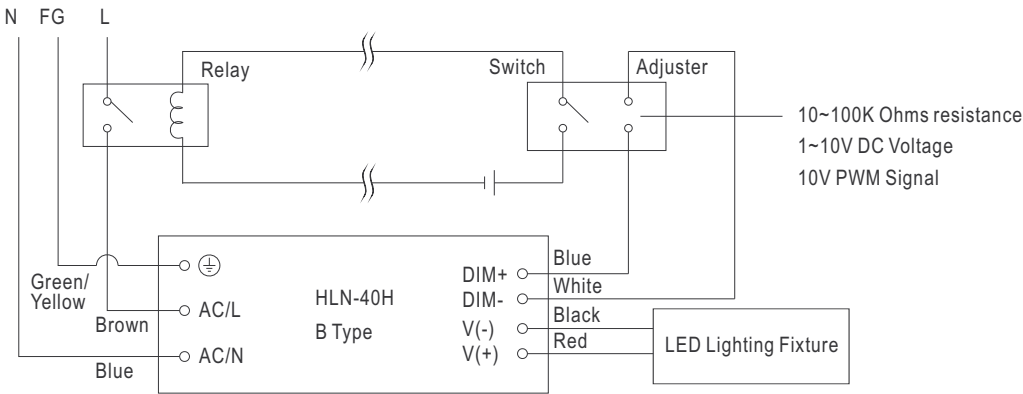 N FG L
Relay
Switch
Adjuster
10~100K Ohms resistance
1~10V DC Voltage
10V PWM Signal
Green/
Yellow
Brown
Blue
AC/L
AC/N
HLN-40H
B Type
DIM+
DIM-
V(-)
V(+)
Blue
White
Black
Red
LED Lighting Fixture